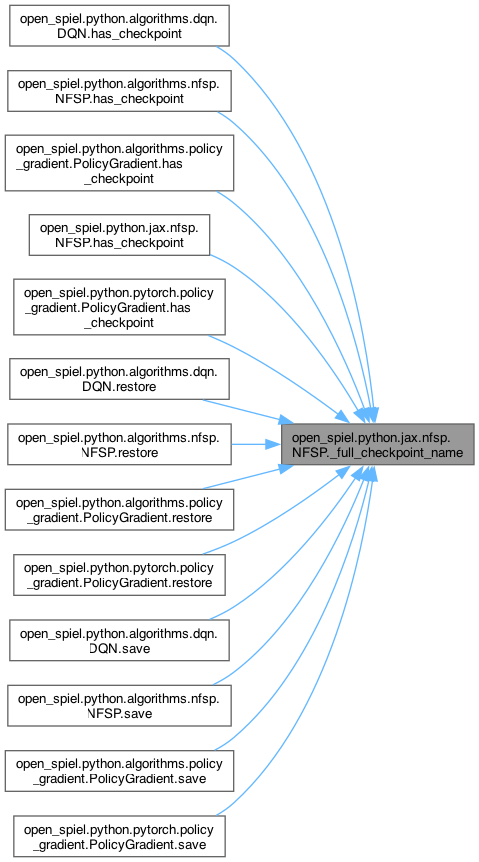 open_spiel.python.algorithms.dqn.
DQN.has_checkpoint
open_spiel.python.algorithms.nfsp.
NFSP.has_checkpoint
open_spiel.python.algorithms.policy
_gradient.PolicyGradient.has
_checkpoint
open_spiel.python.jax.nfsp.
NFSP.has_checkpoint
open_spiel.python.pytorch.policy
_gradient.PolicyGradient.has
_checkpoint
open_spiel.python.algorithms.dqn.
DQN.restore
open_spiel.python.algorithms.nfsp.
NFSP.restore
open_spiel.python.jax.nfsp.
NFSP._full_checkpoint_name
open_spiel.python.algorithms.policy
_gradient.PolicyGradient.restore
open_spiel.python.pytorch.policy
_gradient.PolicyGradient.restore
open_spiel.python.algorithms.dqn.
DQN.save
open_spiel.python.algorithms.nfsp.
NFSP.save
open_spiel.python.algorithms.policy
_gradient.PolicyGradient.save
open_spiel.python.pytorch.policy
_gradient.PolicyGradient.save